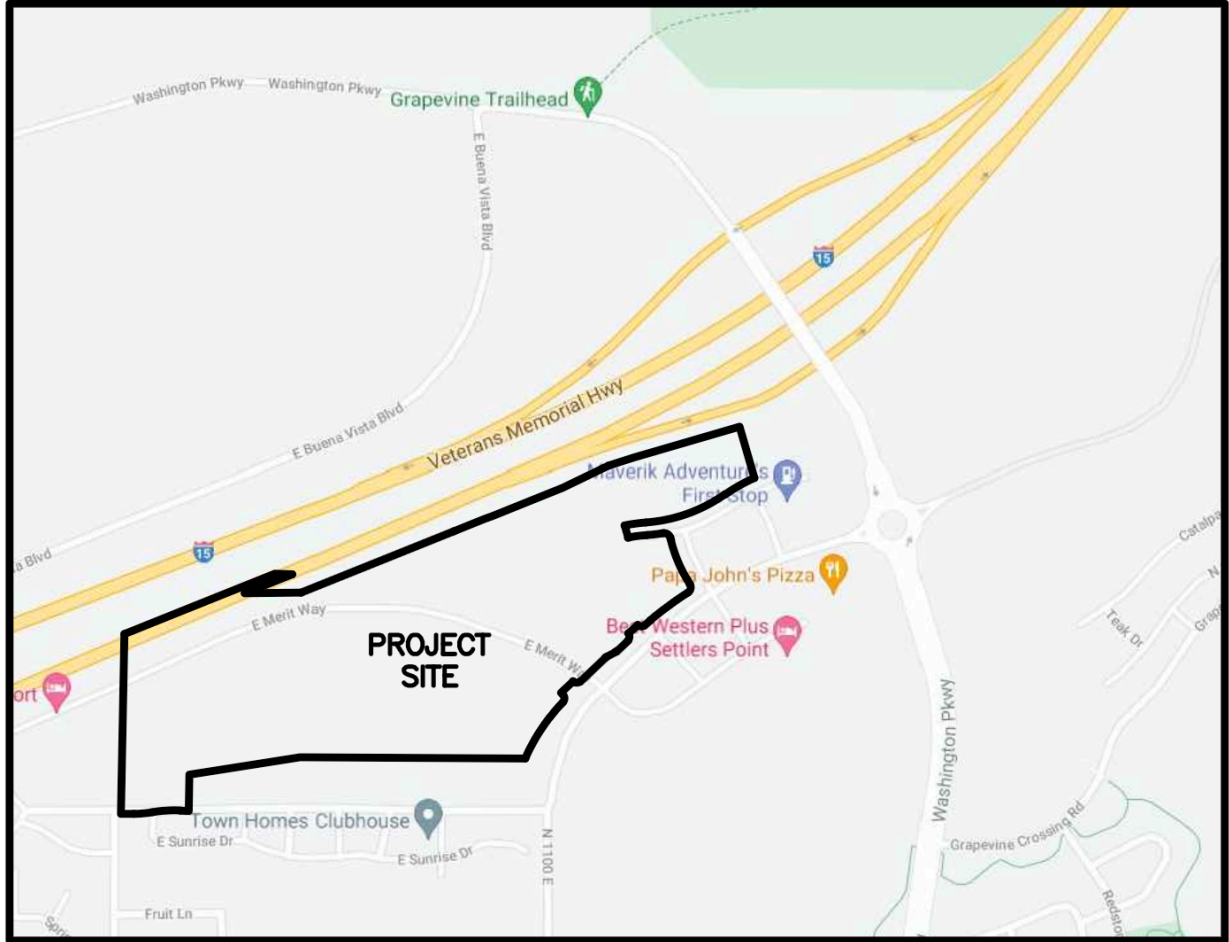 Washington Pkwy
Washington Pkwy
Grapevine Trailhead
E Buena Vista Blvd
15
Veterans Memorial Hwy
E Buena Vista Blvd
Maverik Adventure's
First Stop
Blvd
15
Catalpa
Papa John's Pizza
E Merit Way
PROJECT
SITE
E Merit Way
Best Western Plus
Settlers Point
Teak Dr
ort
Washington Pkwy
Town Homes Clubhouse
E Sunrise Dr
E Sunrise Dr
N 1100 E
Grapevine Crossing Rd
Fruit Ln